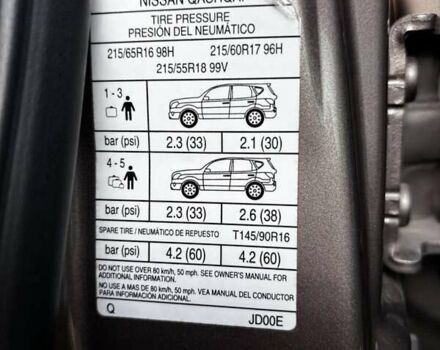 NISSAN QASHQAI
TIRE PRESSURE
PRESIÓN DEL NEUMÁTICO
215/65R16 98H 215/60R17 96H
215/55R18 99V
1 - 3
bar (psi) 2.3 (33) 2.1 (30)
4 - 5
bar (psi) 2.3 (33) 2.6 (38)
SPARE TIRE / NEUMÁTICO DE REPUESTO T145/90R16
bar (psi) 4.2 (60) 4.2 (60)
DO NOT USE OVER 80 km/h, 50 mph. SEE OWNER'S MANUAL FOR
ADDITIONAL INFORMATION.
NO USE A MAS DE 80 km/h, 50 mph. VEA MANUAL DEL CONDUCTOR
PARA INFORMACIÓN ADICIONAL.
Q JD00E